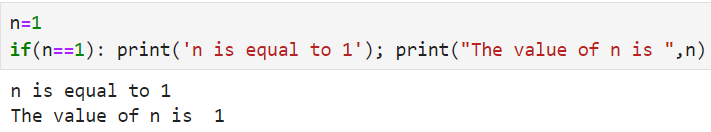 n=1
if(n==1): print('n is equal to 1'); print("The value of n is ",n)
n is equal to 1
The value of n is  1